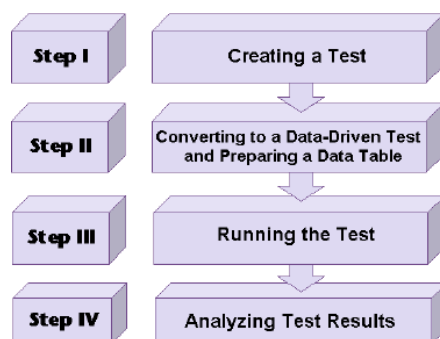 Step I
Creating a Test
Step II
Converting to a Data-Driven Test
and Preparing a Data Table
Step III
Running the Test
Step IV
Analyzing Test Results